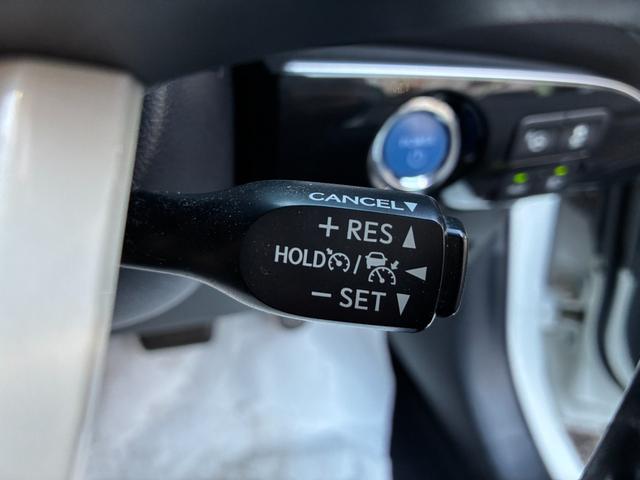 CANCEL▼
+ RES ▲
HOLD / ◀
− SET ▼